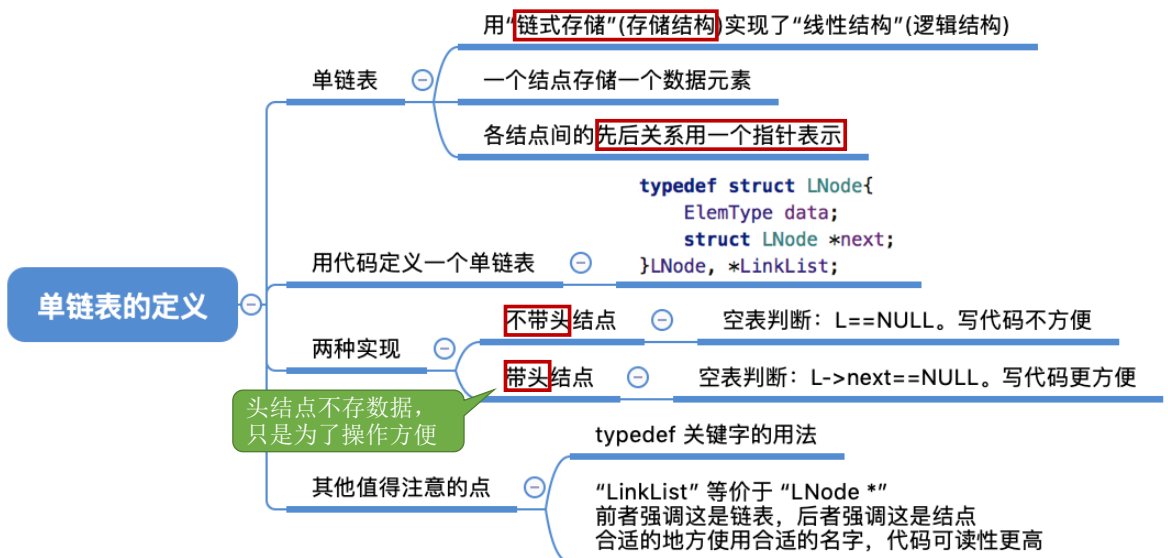 用“链式存储”(存储结构)实现了“线性结构”(逻辑结构)
单链表
一个结点存储一个数据元素
各结点间的先后关系用一个指针表示
typedef struct LNode{
ElemType data;
struct LNode *next;
}LNode, *LinkList;
用代码定义一个单链表
单链表的定义
两种实现
不带头结点
空表判断：L==NULL。写代码不方便
带头结点
空表判断：L->next==NULL。写代码更方便
头结点不存数据，
只是为了操作方便
其他值得注意的点
typedef 关键字的用法
“LinkList” 等价于 “LNode *”
前者强调这是链表，后者强调这是结点
合适的地方使用合适的名字，代码可读性更高